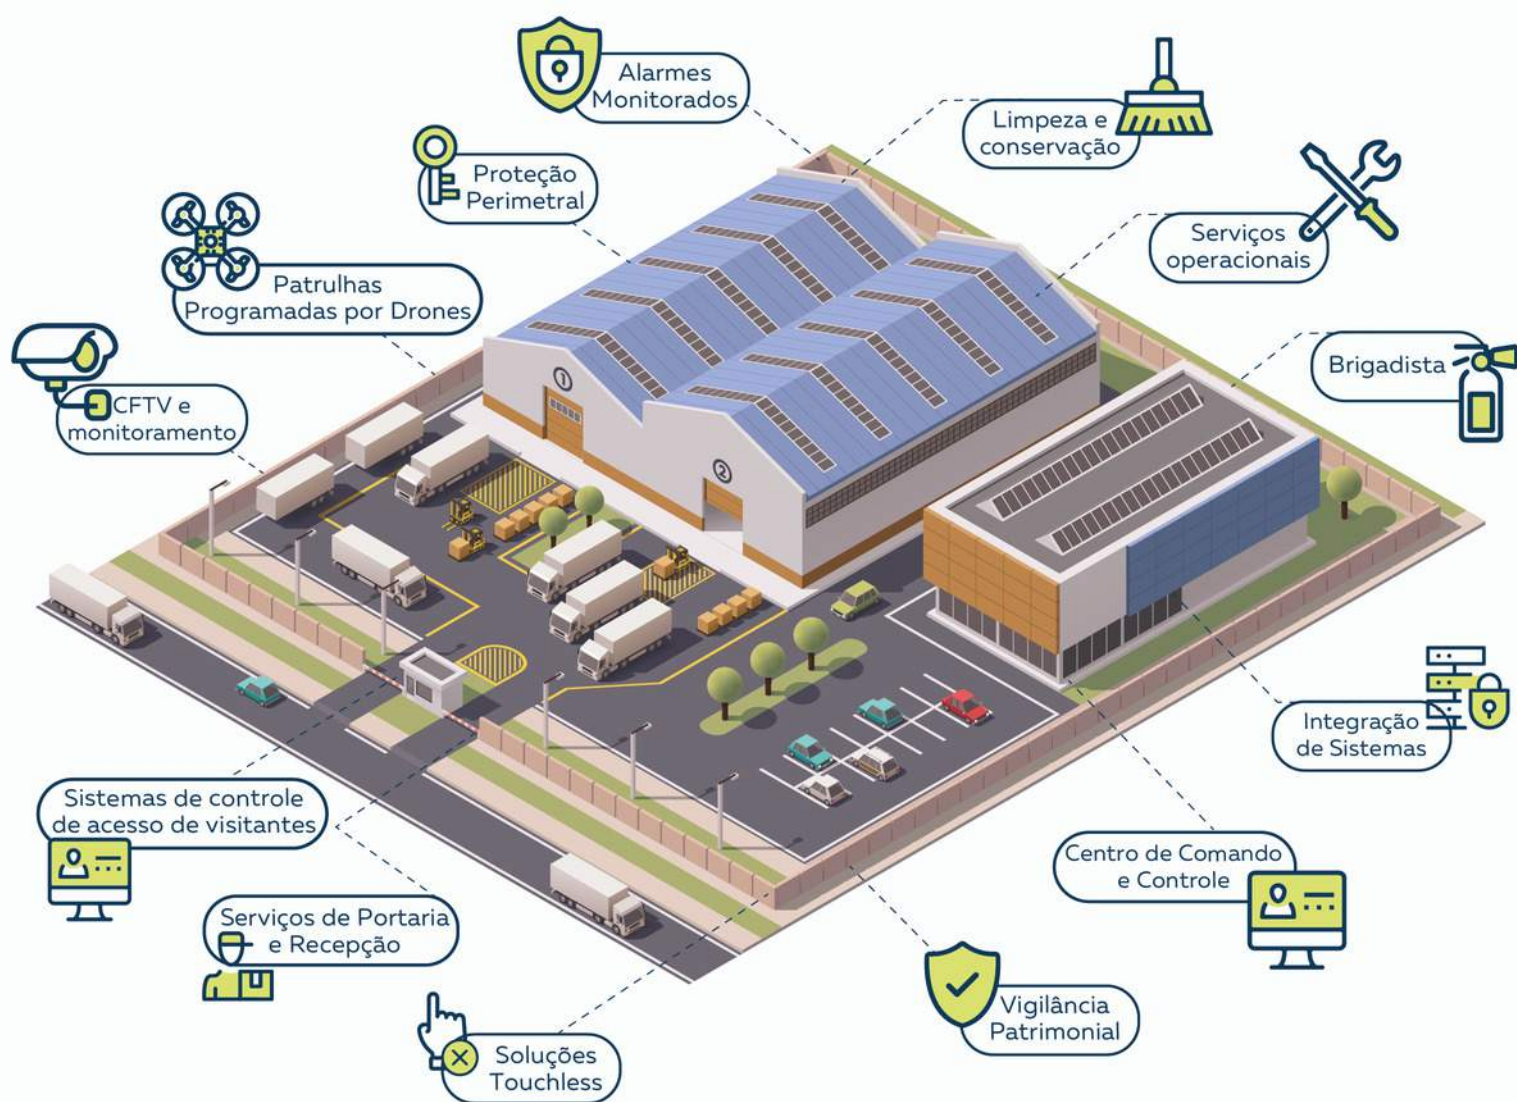 Alarmes
Monitorados
Limpeza e
conservação
Proteção
Perimetral
Serviços
operacionais
Patrulhas
Programadas por Drones
Brigadista
CFTV e
monitoramento
1
2
Integração
de Sistemas
Sistemas de controle
de acesso de visitantes
Centro de Comando
e Controle
Serviços de Portaria
e Recepção
Vigilância
Patrimonial
Soluções
Touchless